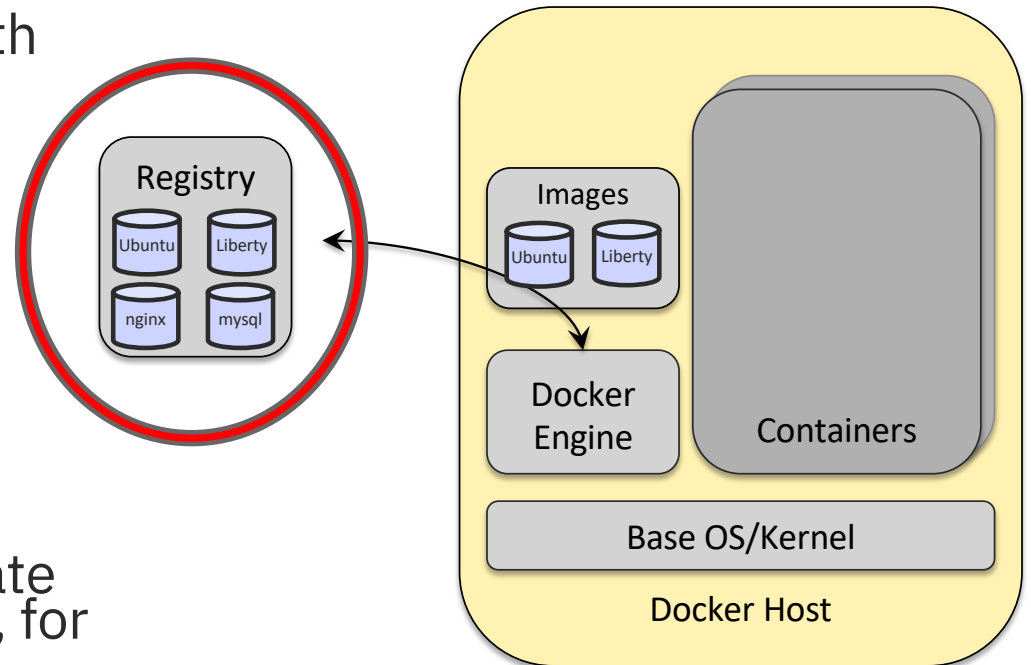 th
Registry
Ubuntu
Liberty
nginx
mysql
ate
, for
Images
Ubuntu
Liberty
Docker
Engine
Containers
Base OS/Kernel
Docker Host